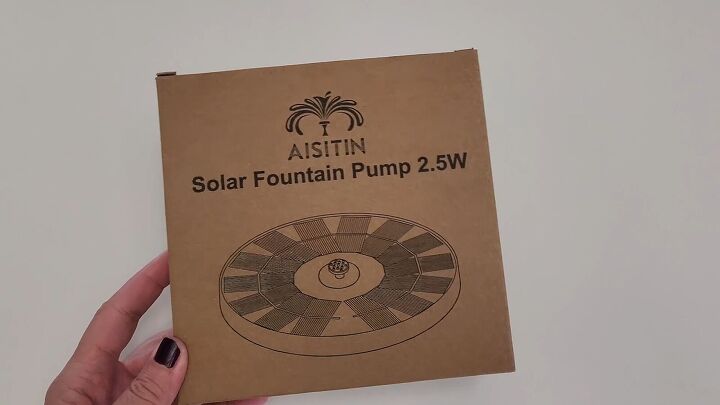 AISITIN
Solar Fountain Pump 2.5W